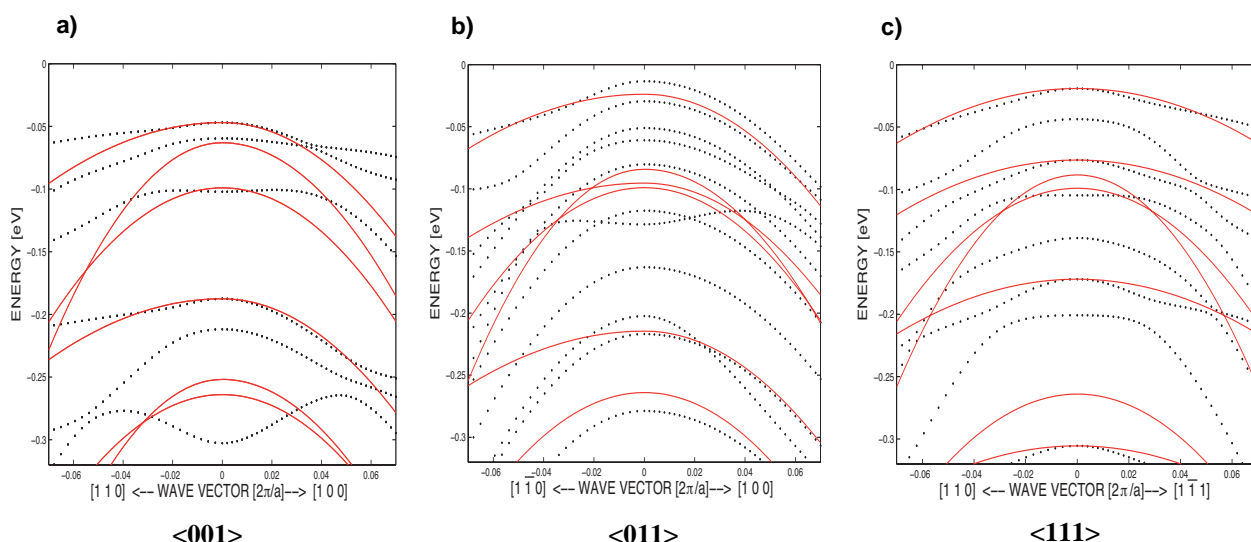 a)
b)
c)
0
−0.05
−0.1
−0.15
−0.2
−0.25
−0.3
ENERGY [eV]
−0.06 −0.04 −0.02 0 0.02 0.04 0.06
[1 1 0] <−− WAVE VECTOR [2π/a]−−> [1 0 0]
<001>
0
−0.05
−0.1
−0.15
−0.2
−0.25
−0.3
ENERGY [eV]
−0.06 −0.04 −0.02 0 0.02 0.04 0.06
[1 1̅ 0] <−− WAVE VECTOR [2π/a]−−> [1 0 0]
<011>
0
−0.05
−0.1
−0.15
−0.2
−0.25
−0.3
ENERGY [eV]
−0.06 −0.04 −0.02 0 0.02 0.04 0.06
[1 1 0] <−− WAVE VECTOR [2π/a]−−> [1 1̅ 1]
<111>